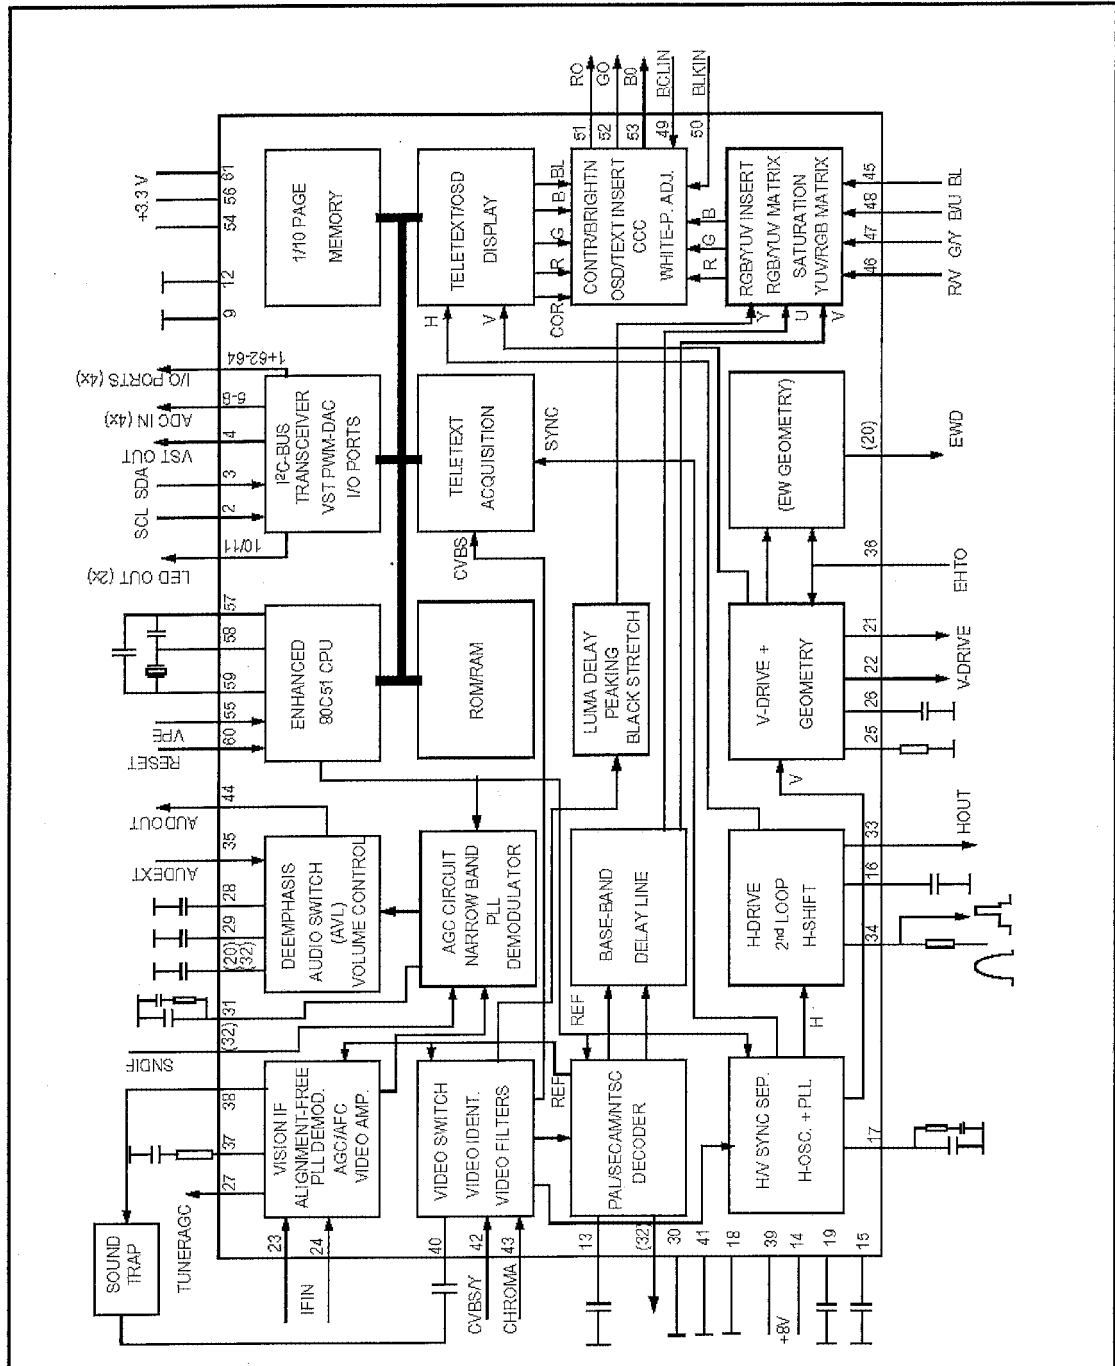 +3.3 V
54
56
61
12
9
I/O PORTS (4x)
1+62-64
ADC IN (4x)
5-8
VST OUT
4
SCL
SDA
3
2
LED OUT (2x)
10/11
57
58
59
VPE
55
RESET
60
AUDOUT
44
AUDEXT
35
28
29
(20)
(32)
31
SNDIF
(32)
38
37
TUNERAGC
27
SOUND
TRAP
1/10 PAGE
MEMORY
I²C-BUS
TRANSCEIVER
VST PWM-DAC
I/O PORTS
ENHANCED
80C51 CPU
DEEMPHASIS
AUDIO SWITCH
(AVL)
VOLUME CONTROL
VISION IF
ALIGNMENT-FREE
PLL DEMOD.
AGC/AFC
VIDEO AMP.
TELETEXT/OSD
DISPLAY
H
V
TELETEXT
ACQUISITION
CVBS
SYNC
ROM/RAM
AGC CIRCUIT
NARROW BAND
PLL
DEMODULATOR
VIDEO SWITCH
VIDEO IDENT.
VIDEO FILTERS
COR
R
G
B
BL
CONTR/BRIGHTN
OSD/TEXT INSERT
CCC
WHITE-P. ADJ.
51
RO
52
GO
53
B0
49
BCLIN
50
BLKIN
R
G
B
RGB/YUV INSERT
RGB/YUV MATRIX
SATURATION
YUV/RGB MATRIX
Y
U
V
46
47
48
45
R/V
G/Y
B/U
BL
LUMA DELAY
PEAKING
BLACK STRETCH
BASE-BAND
DELAY LINE
REF
REF
PAL/SECAM/NTSC
DECODER
(EW GEOMETRY)
(20)
EWD
V-DRIVE +
GEOMETRY
36
EHTO
21
22
V-DRIVE
26
25
V
H-DRIVE
2nd LOOP
H-SHIFT
33
HOUT
16
34
H
H/V SYNC SEP.
H-OSC. + PLL
17
23
24
IFIN
40
42
43
CVBS/Y
CHROMA
13
(32)
30
41
18
39
14
+8V
19
15